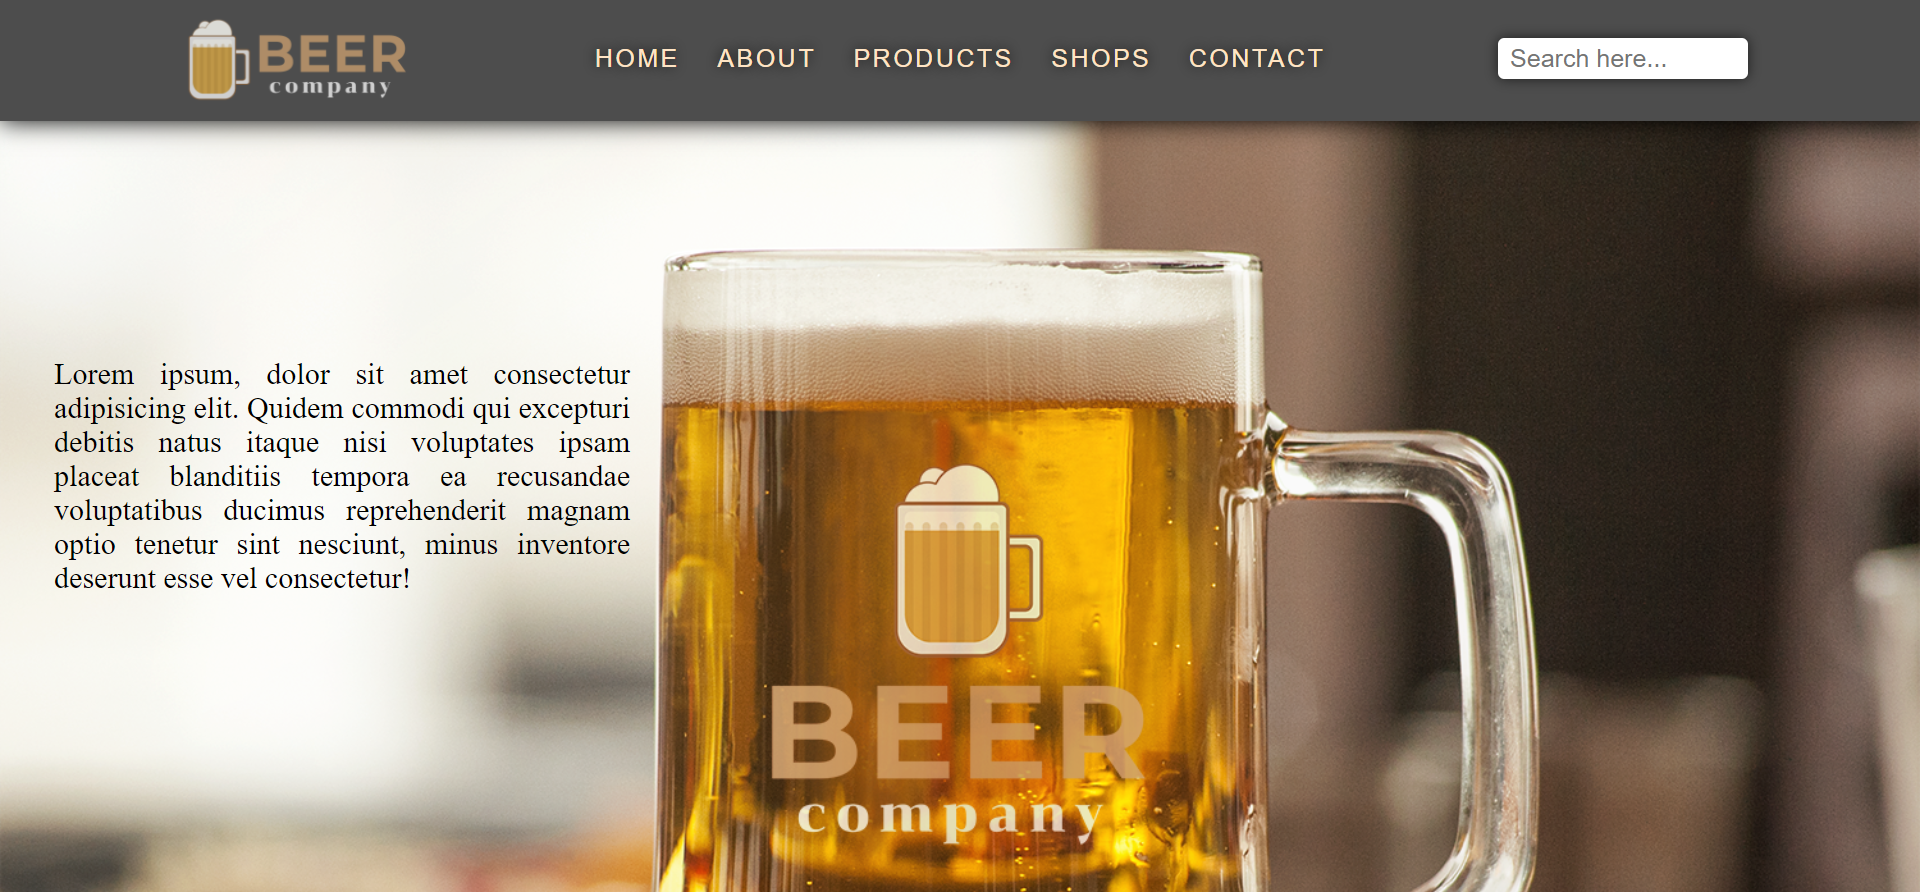 BEER
company
HOME ABOUT PRODUCTS SHOPS CONTACT
Search here...
Lorem ipsum, dolor sit amet consectetur
adipisicing elit. Quidem commodi qui excepturi
debitis natus itaque nisi voluptates ipsam
placeat blanditiis tempora ea recusandae
voluptatibus ducimus reprehenderit magnam
optio tenetur sint nesciunt, minus inventore
deserunt esse vel consectetur!
BEER
company